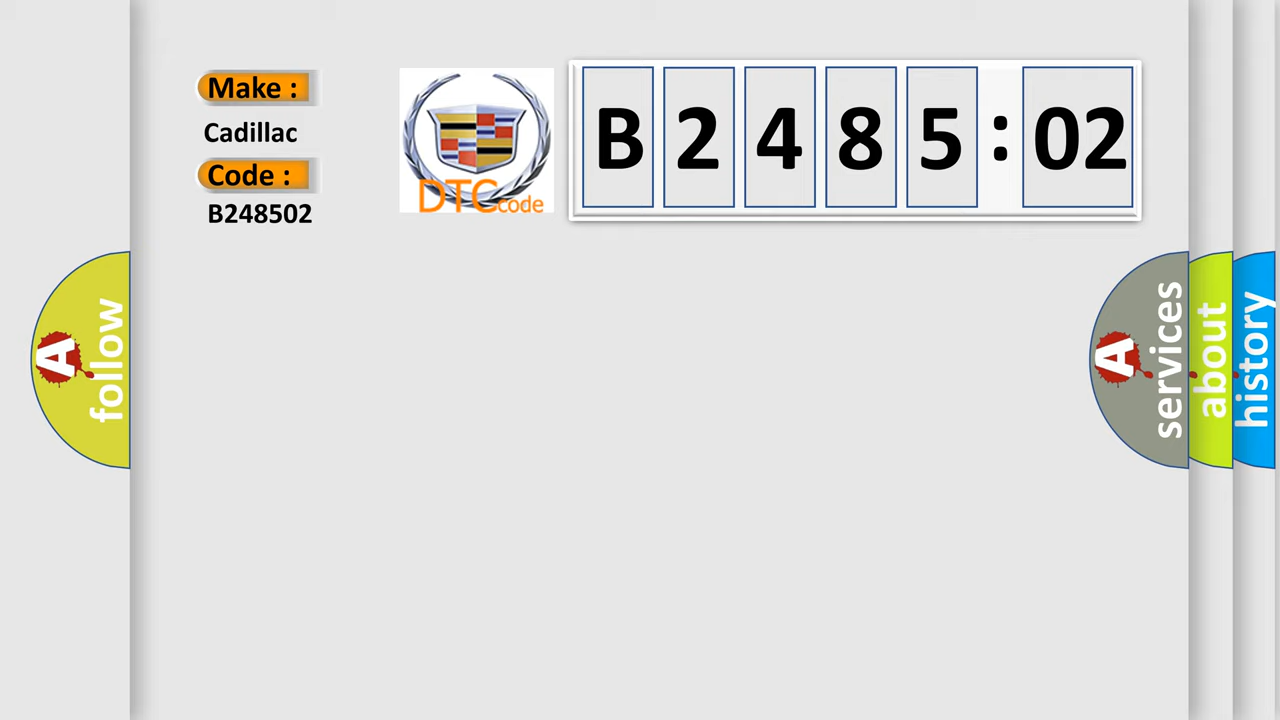 Make :
Cadillac
Code :
B248502
DTCcode
B 2 4 8 5 : 02
A follow
A services
about
history